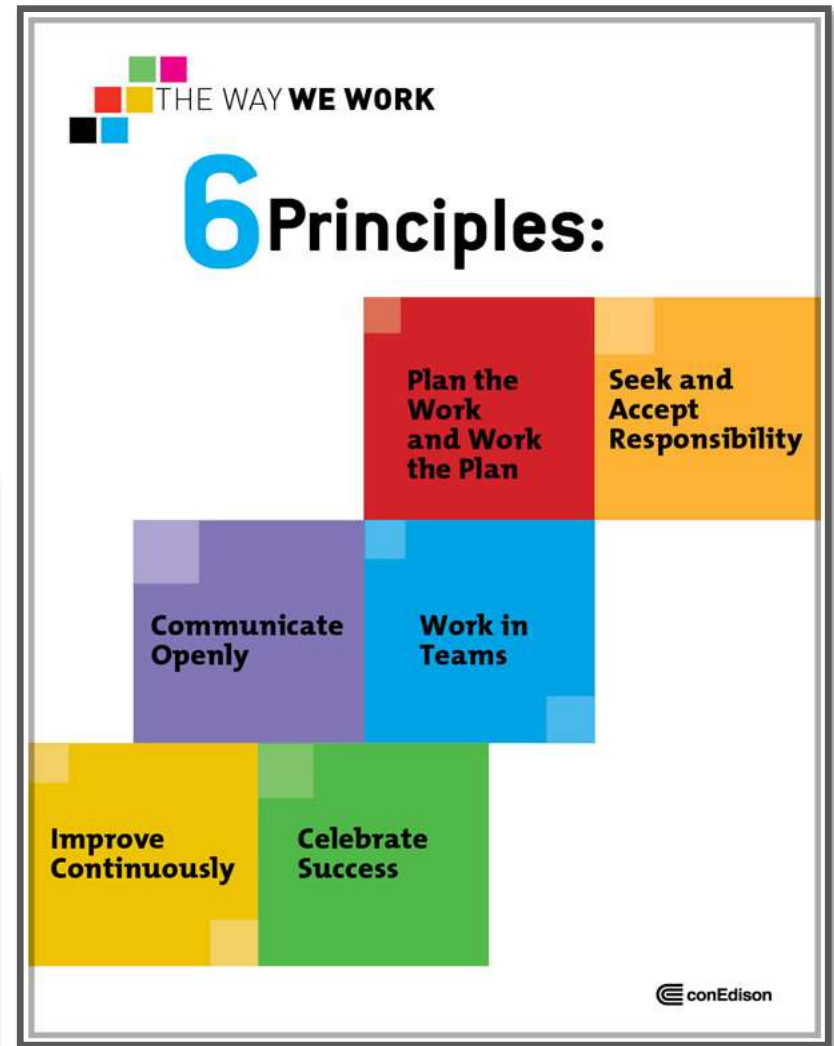 THE WAY WE WORK
6 Principles:
Plan the
Work
and Work
the Plan
Seek and
Accept
Responsibility
Communicate
Openly
Work in
Teams
Improve
Continuously
Celebrate
Success
conEdison